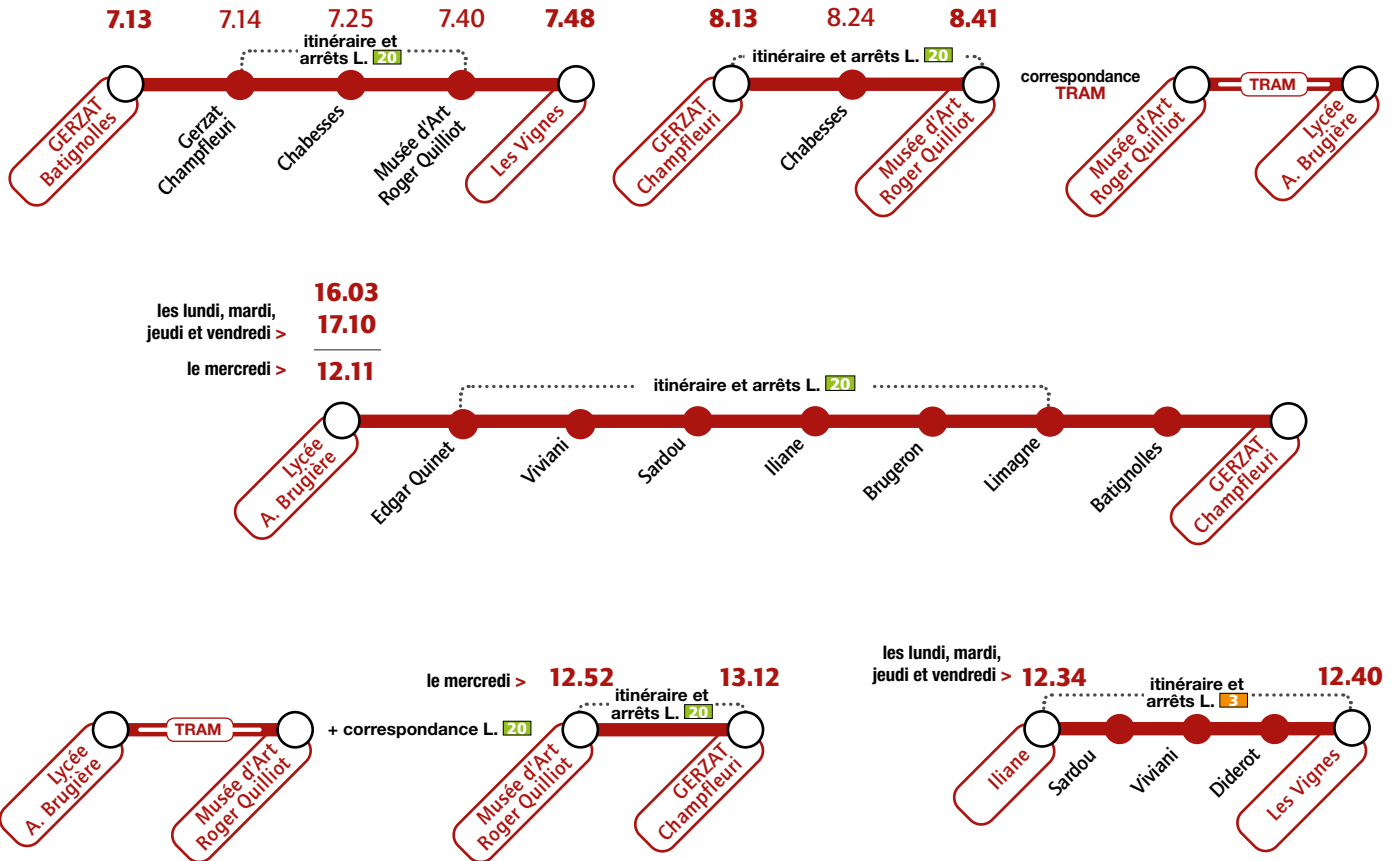 7.13 7.14 7.25 7.40 7.48
itinéraire et
arrêts L. 20
GERZAT
Batignolles
Gerzat
Champfleuri
Chabesses
Musée d'Art
Roger Quilliot
Les Vignes
8.13 8.24 8.41
itinéraire et arrêts L. 20
GERZAT
Champfleuri
Chabesses
Musée d'Art
Roger Quilliot
correspondance
TRAM
TRAM
Musée d'Art
Roger Quilliot
Lycée
A. Brugière
les lundi, mardi,
jeudi et vendredi >
16.03
17.10
le mercredi > 12.11
itinéraire et arrêts L. 20
Lycée
A. Brugière
Edgar Quinet
Viviani
Sardou
Iliane
Brugeron
Limagne
Batignolles
GERZAT
Champfleuri
TRAM
Lycée
A. Brugière
Musée d'Art
Roger Quilliot
+ correspondance L. 20
le mercredi > 12.52 13.12
itinéraire et
arrêts L. 20
Musée d'Art
Roger Quilliot
GERZAT
Champfleuri
les lundi, mardi,
jeudi et vendredi > 12.34 12.40
itinéraire et
arrêts L. 3
Iliane
Sardou
Viviani
Diderot
Les Vignes